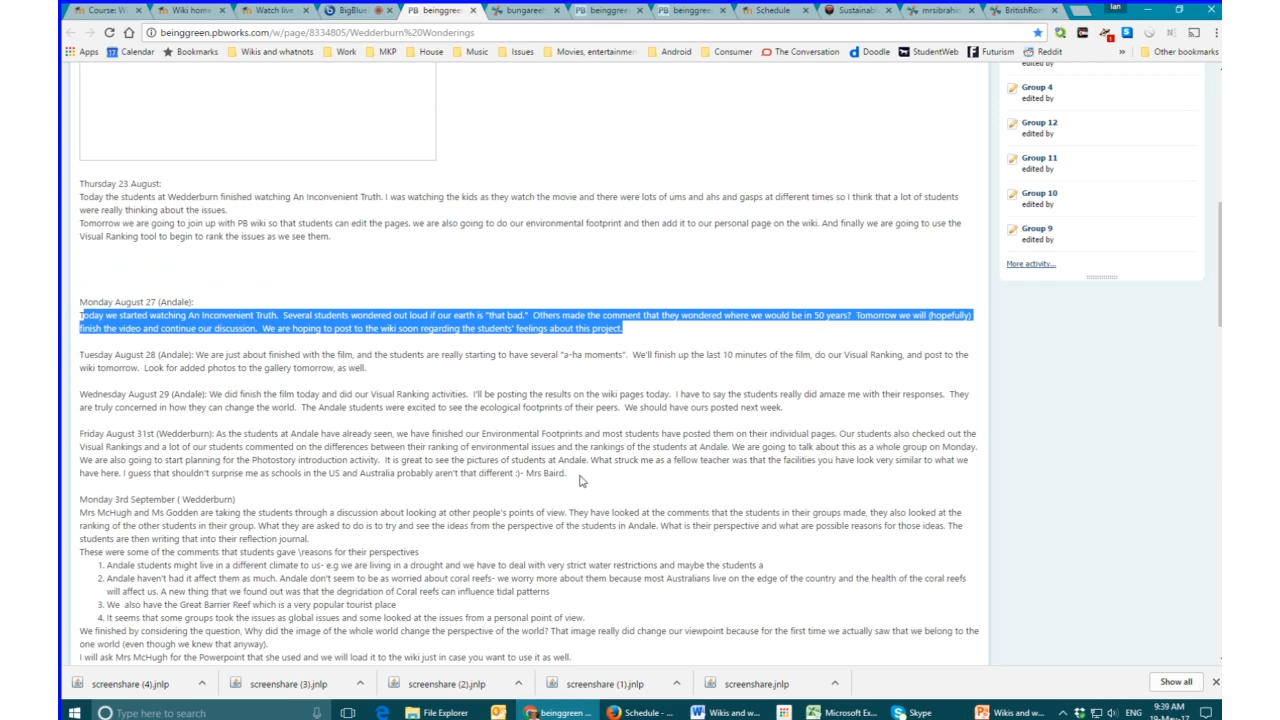 Course: W
Wiki home
Watch live
BigBlue
PB beinggreen
bungareeh
PB beinggree
PB beinggree
Schedule
Sustainab
mrsibrahi
BritishRom
Ian
beinggreen.pbworks.com/w/page/8334805/Wedderburn%20Wonderings
Apps Calendar Bookmarks Wikis and whatnots Work MKP House Music Issues Movies, entertainmen Android Consumer The Conversation Doodle StudentWeb Futurism Reddit » Other bookmarks
edited by
Group 4
edited by
Group 12
edited by
Group 11
edited by
Group 10
edited by
Group 9
edited by
More activity...
Thursday 23 August:
Today the students at Wedderburn finished watching An Inconvenient Truth. I was watching the kids as they watch the movie and there were lots of ums and ahs and gasps at different times so I think that a lot of students
were really thinking about the issues.
Tomorrow we are going to join up with PB wiki so that students can edit the pages. we are also going to do our environmental footprint and then add it to our personal page on the wiki. And finally we are going to use the
Visual Ranking tool to begin to rank the issues as we see them.
Monday August 27 (Andale):
Today we started watching An Inconvenient Truth. Several students wondered out loud if our earth is "that bad." Others made the comment that they wondered where we would be in 50 years? Tomorrow we will (hopefully)
finish the video and continue our discussion. We are hoping to post to the wiki soon regarding the students' feelings about this project.
Tuesday August 28 (Andale): We are just about finished with the film, and the students are really starting to have several "a-ha moments". We'll finish up the last 10 minutes of the film, do our Visual Ranking, and post to the
wiki tomorrow. Look for added photos to the gallery tomorrow, as well.
Wednesday August 29 (Andale): We did finish the film today and did our Visual Ranking activities. I'll be posting the results on the wiki pages today. I have to say the students really did amaze me with their responses. They
are truly concerned in how they can change the world. The Andale students were excited to see the ecological footprints of their peers. We should have ours posted next week.
Friday August 31st (Wedderburn): As the students at Andale have already seen, we have finished our Environmental Footprints and most students have posted them on their individual pages. Our students also checked out the
Visual Rankings and a lot of our students commented on the differences between their ranking of environmental issues and the rankings of the students at Andale. We are going to talk about this as a whole group on Monday.
We are also going to start planning for the Photostory introduction activity. It is great to see the pictures of students at Andale. What struck me as a fellow teacher was that the facilities you have look very similar to what we
have here. I guess that shouldn't surprise me as schools in the US and Australia probably aren't that different :)- Mrs Baird.
Monday 3rd September ( Wedderburn)
Mrs McHugh and Ms Godden are taking the students through a discussion about looking at other people's points of view. They have looked at the comments that the students in their groups made, they also looked at the
ranking of the other students in their group. What they are asked to do is to try and see the ideas from the perspective of the students in Andale. What is their perspective and what are possible reasons for those ideas. The
students are then writing that into their reflection journal.
These were some of the comments that students gave \reasons for their perspectives
1. Andale students might live in a different climate to us- e.g we are living in a drought and we have to deal with very strict water restrictions and maybe the students a
2. Andale haven't had it affect them as much. Andale don't seem to be as worried about coral reefs- we worry more about them because most Australians live on the edge of the country and the health of the coral reefs
will affect us. A new thing that we found out was that the degridation of Coral reefs can influence tidal patterns
3. We also have the Great Barrier Reef which is a very popular tourist place
4. It seems that some groups took the issues as global issues and some looked at the issues from a personal point of view.
We finished by considering the question, Why did the image of the whole world change the perspective of the world? That image really did change our viewpoint because for the first time we actually saw that we belong to the
one world (even though we knew that anyway).
I will ask Mrs McHugh for the Powerpoint that she used and we will load it to the wiki just in case you want to use it as well.
screenshare (4).jnlp
screenshare (3).jnlp
screenshare (2).jnlp
screenshare (1).jnlp
screenshare.jnlp
Show all
Type here to search
File Explorer
beinggreen ...
Schedule - ...
Wikis and w...
Microsoft Ex...
Skype
Wikis and w...
ENG
9:39 AM
19-May-17